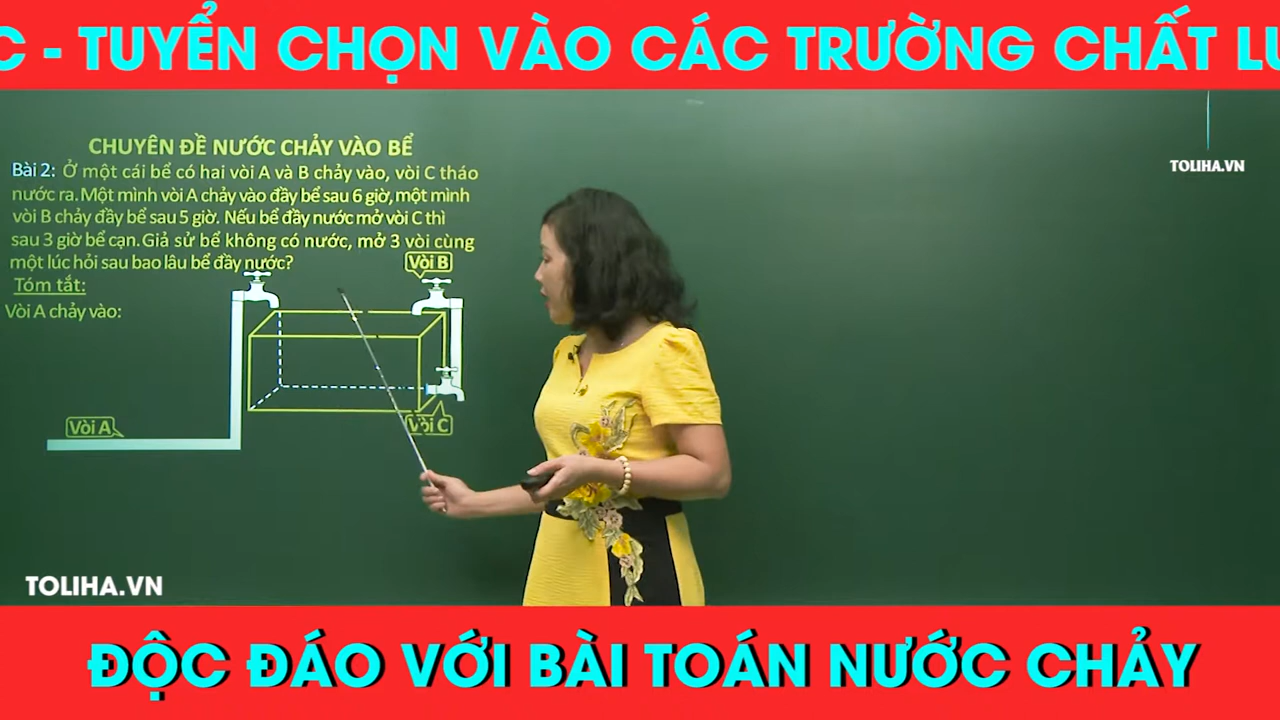 C - TUYỂN CHỌN VÀO CÁC TRƯỜNG CHẤT LƯ
TOLIHA.VN
CHUYÊN ĐỀ NƯỚC CHẢY VÀO BỂ
Bài 2: Ở một cái bể có hai vòi A và B chảy vào, vòi C tháo
nước ra. Một mình vòi A chảy vào đầy bể sau 6 giờ, một mình
vòi B chảy đầy bể sau 5 giờ. Nếu bể đầy nước mở vòi C thì
sau 3 giờ bể cạn. Giả sử bể không có nước, mở 3 vòi cùng
một lúc hỏi sau bao lâu bể đầy nước?
Vòi B
Tóm tắt:
Vòi A chảy vào:
Vòi A
Vòi C
TOLIHA.VN
ĐỘC ĐÁO VỚI BÀI TOÁN NƯỚC CHẢY